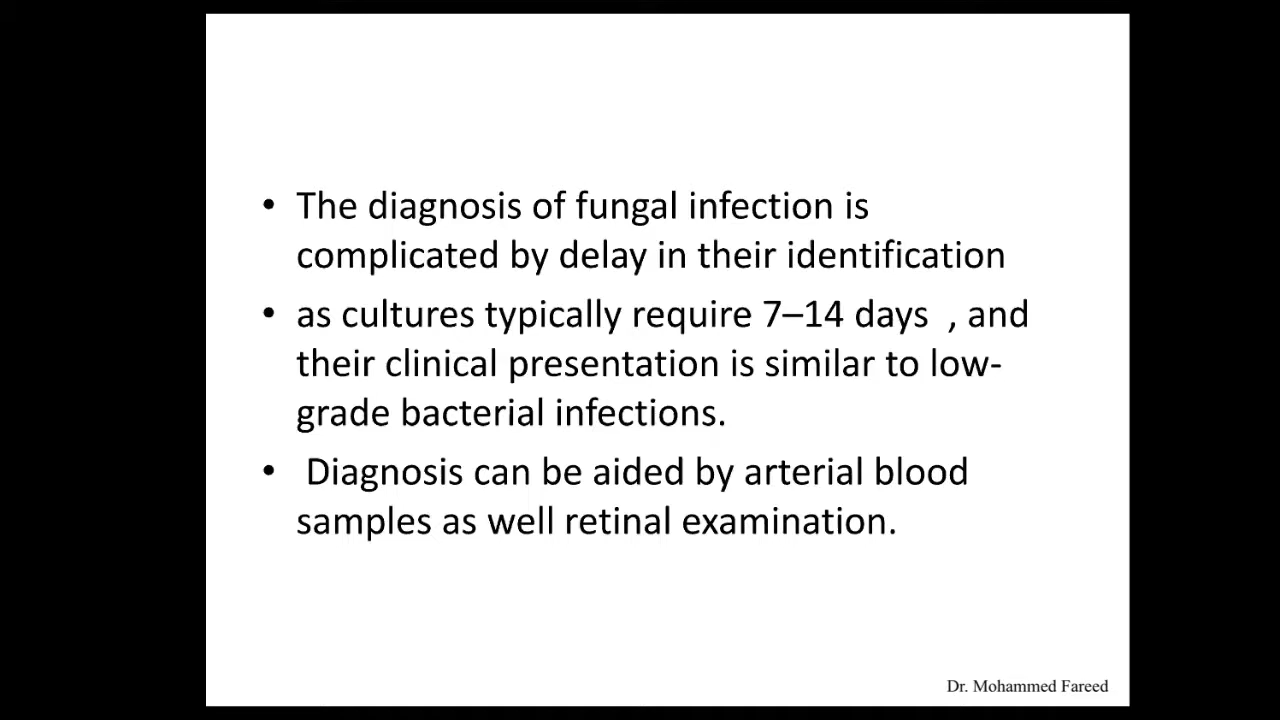 • The diagnosis of fungal infection is
complicated by delay in their identification
• as cultures typically require 7–14 days , and
their clinical presentation is similar to low-
grade bacterial infections.
• Diagnosis can be aided by arterial blood
samples as well retinal examination.
Dr. Mohammed Fareed